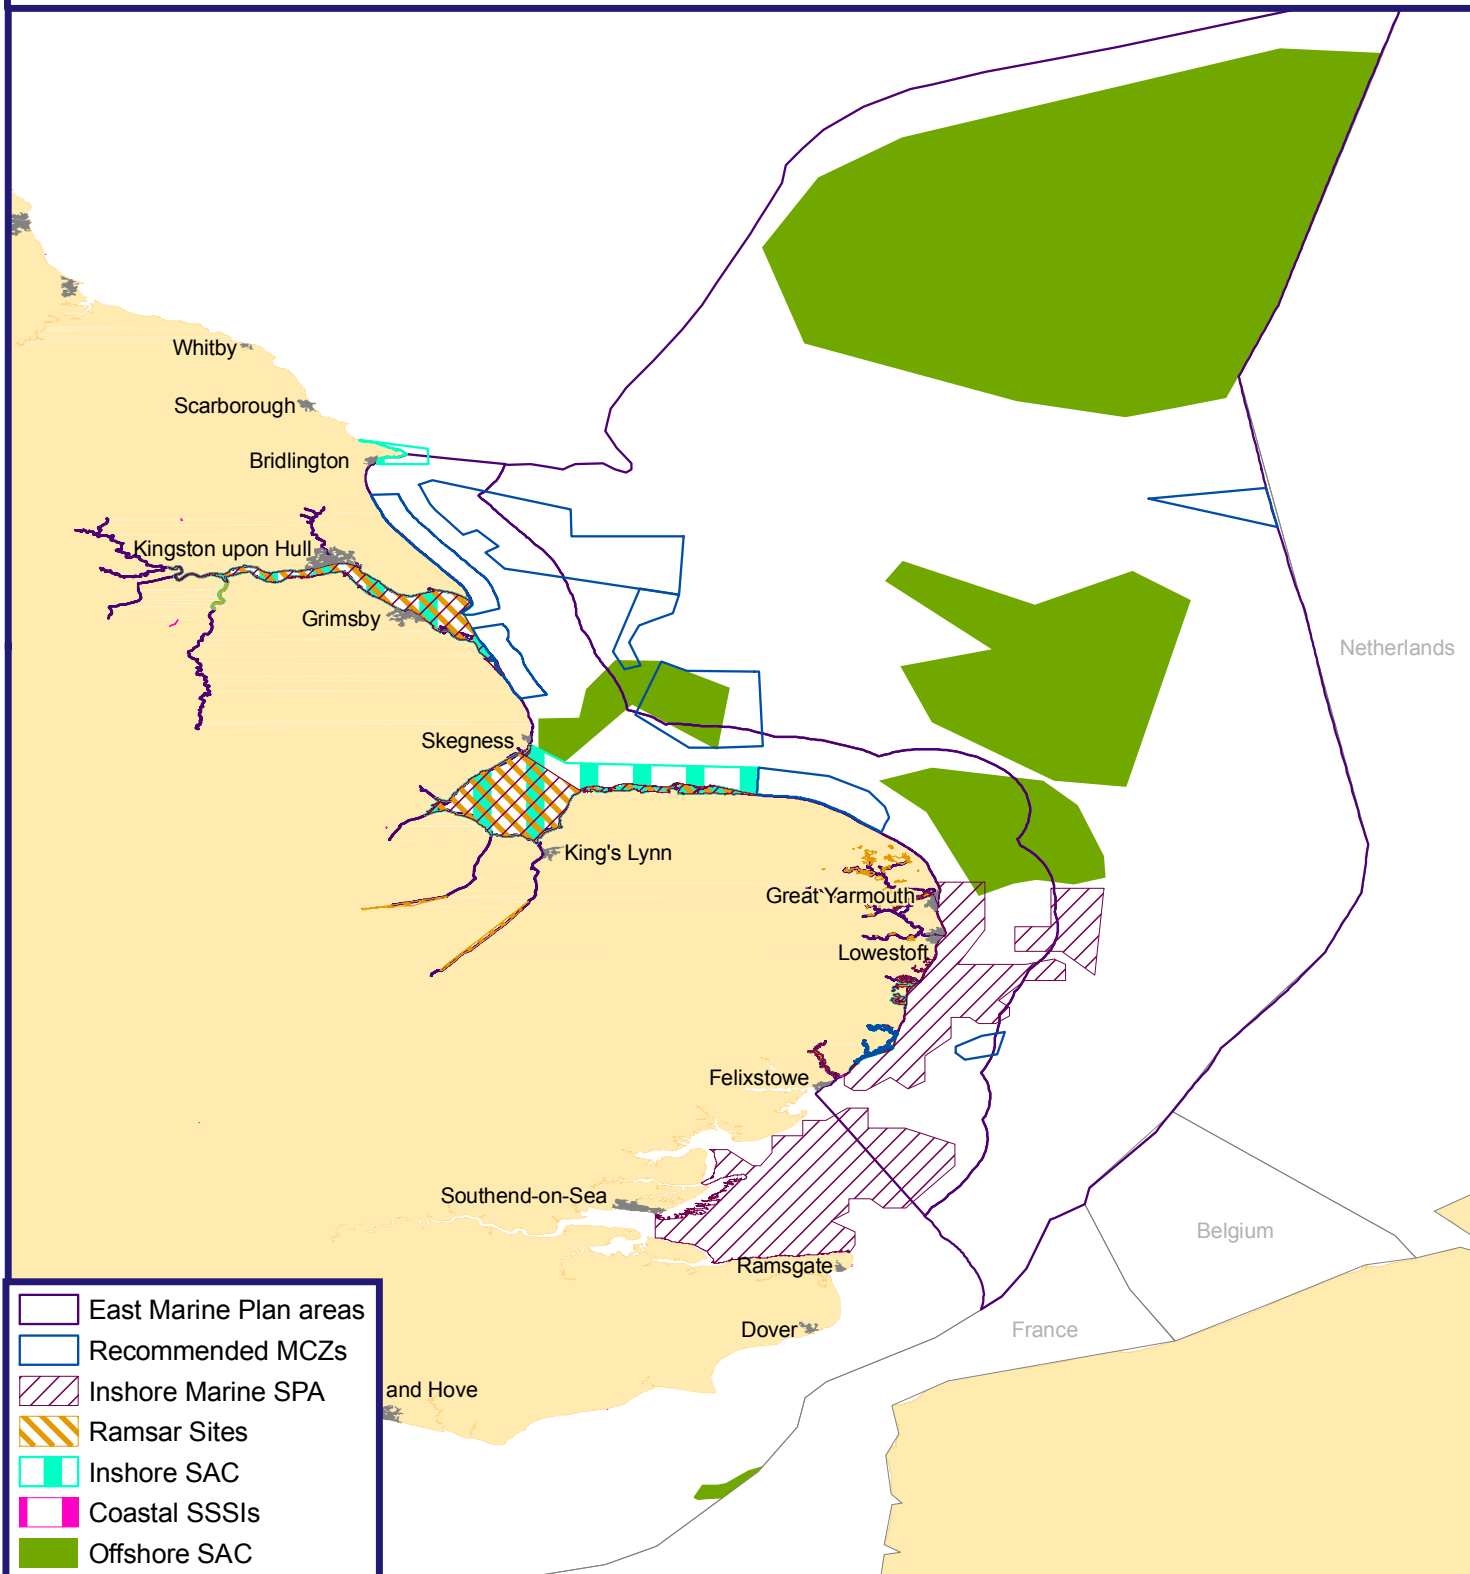 Whitby
Scarborough
Bridlington
Kingston upon Hull
Grimsby
Netherlands
Skegness
King's Lynn
Great Yarmouth
Lowestoft
Felixstowe
Southend-on-Sea
Belgium
Ramsgate
Dover
France
and Hove
East Marine Plan areas
Recommended MCZs
Inshore Marine SPA
Ramsar Sites
Inshore SAC
Coastal SSSIs
Offshore SAC